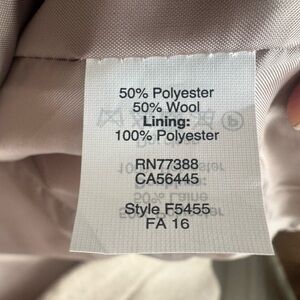 50% Polyester
50% Wool
Lining:
100% Polyester
RN77388
CA56445
Style F5455
FA 16